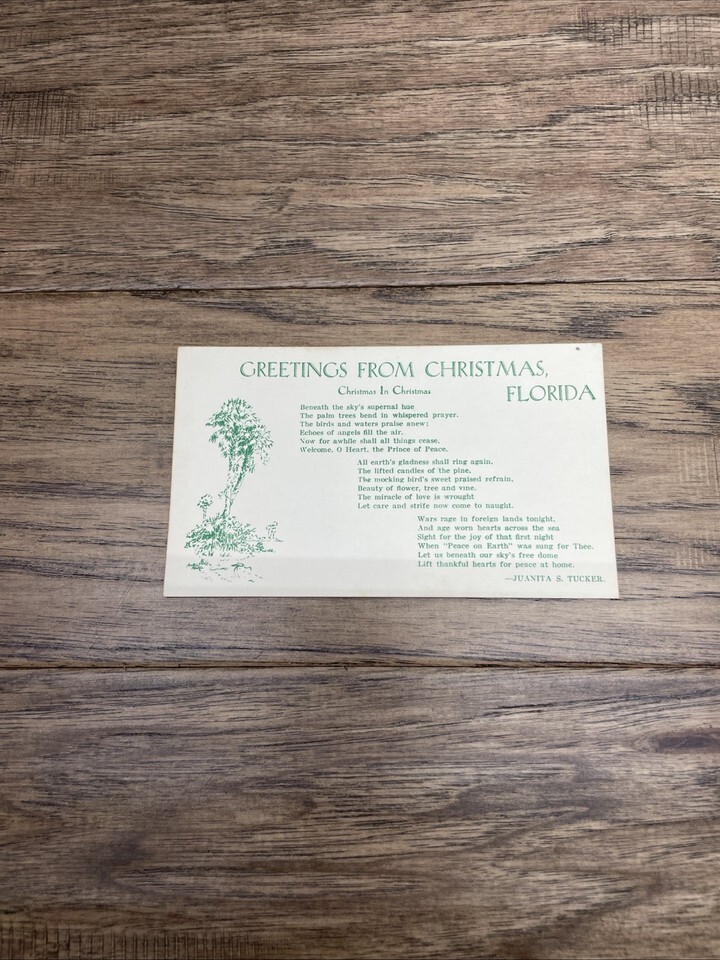 GREETINGS FROM CHRISTMAS,
FLORIDA
Christmas In Christmas
Beneath the sky's supernal hue
The palm trees bend in whispered prayer.
The birds and waters praise anew;
Echoes of angels fill the air.
Now for awhile shall all things cease,
Welcome, O Heart, the Prince of Peace.
All earth's gladness shall ring again,
The lifted candles of the pine,
The mocking bird's sweet praised refrain,
Beauty of flower, tree and vine.
The miracle of love is wrought
Let care and strife now come to naught.
Wars rage in foreign lands tonight,
And age worn hearts across the sea
Sight for the joy of that first night
When "Peace on Earth" was sung for Thee.
Let us beneath our sky's free dome
Lift thankful hearts for peace at home.
—JUANITA S. TUCKER.